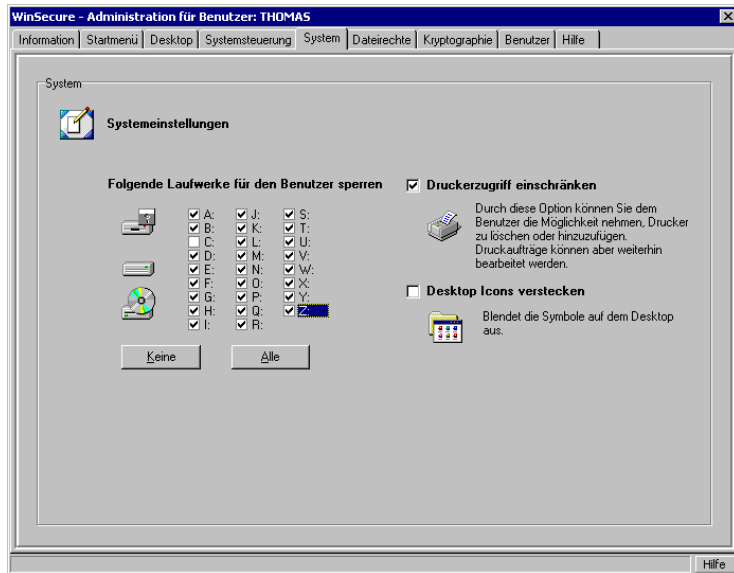 WinSecure - Administration für Benutzer: THOMAS
Information Startmenü Desktop Systemsteuerung System Dateirechte Kryptographie Benutzer Hilfe
System
Systemeinstellungen
Folgende Laufwerke für den Benutzer sperren
A: J: S:
B: K: T:
C: L: U:
D: M: V:
E: N: W:
F: O: X:
G: P: Y:
H: Q: Z:
I: R:
Keine Alle
Druckerzugriff einschränken
Durch diese Option können Sie dem
Benutzer die Möglichkeit nehmen, Drucker
zu löschen oder hinzuzufügen.
Druckaufträge können aber weiterhin
bearbeitet werden.
Desktop Icons verstecken
Blendet die Symbole auf dem Desktop
aus.
Hilfe